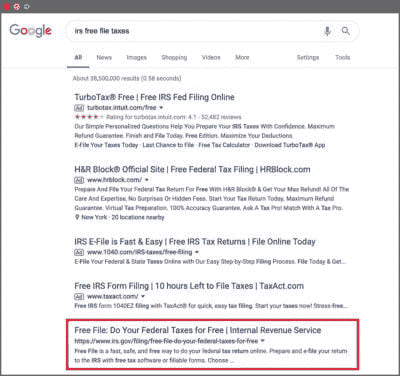 Google
irs free file taxes
All News Images Shopping Videos More Settings Tools
About 38,500,000 results (0.58 seconds)
TurboTax® Free | Free IRS Fed Filing Online
Ad turbotax.intuit.com/free
Rating for turbotax.intuit.com: 4.1 - 52,482 reviews
Our Simple Personalized Questions Help You Prepare Your IRS Taxes With Confidence. Maximum
Refund Guarantee. Finish and File Today. Free Edition. Maximize Your Deductions.
E-File Your Taxes Today · Last Chance to File · Free Tax Calculator · Download TurboTax® App
H&R Block® Official Site | Free Federal Tax Filing | HRBlock.com
Ad www.hrblock.com/
Prepare And File Your Federal Tax Return For Free With H&R Block® & Get Your Max Refund! All Of The
Care And Expertise, No Surprises Or Hidden Fees. Start Your Tax Return Today. Maximum Refund
Guarantee. Virtual Tax Preparation. 100% Accuracy Guarantee. Ask A Tax Pro! Match With A Tax Pro.
New York · 20 locations nearby
IRS E-File is Fast & Easy | Free IRS Tax Returns | File Online Today
Ad www.1040.com/IRS-taxes/free-filing
E-File Your Federal & State Taxes Online with Our Easy Step-by-Step Filing Process. File Today & Get...
Free IRS Form Filing | 10 hours Left to File Taxes | TaxAct.com
Ad www.taxact.com/
Free IRS form 1040EZ filing with TaxAct® for quick, easy tax filing. Start your taxes now! Stress-free...
Free File: Do Your Federal Taxes for Free | Internal Revenue Service
https://www.irs.gov/filing/free-file-do-your-federal-taxes-for-free
Free File is a fast, safe, and free way to do your federal tax return online. Prepare and e-file your return
to the IRS with free tax software or fillable forms. Choose ...